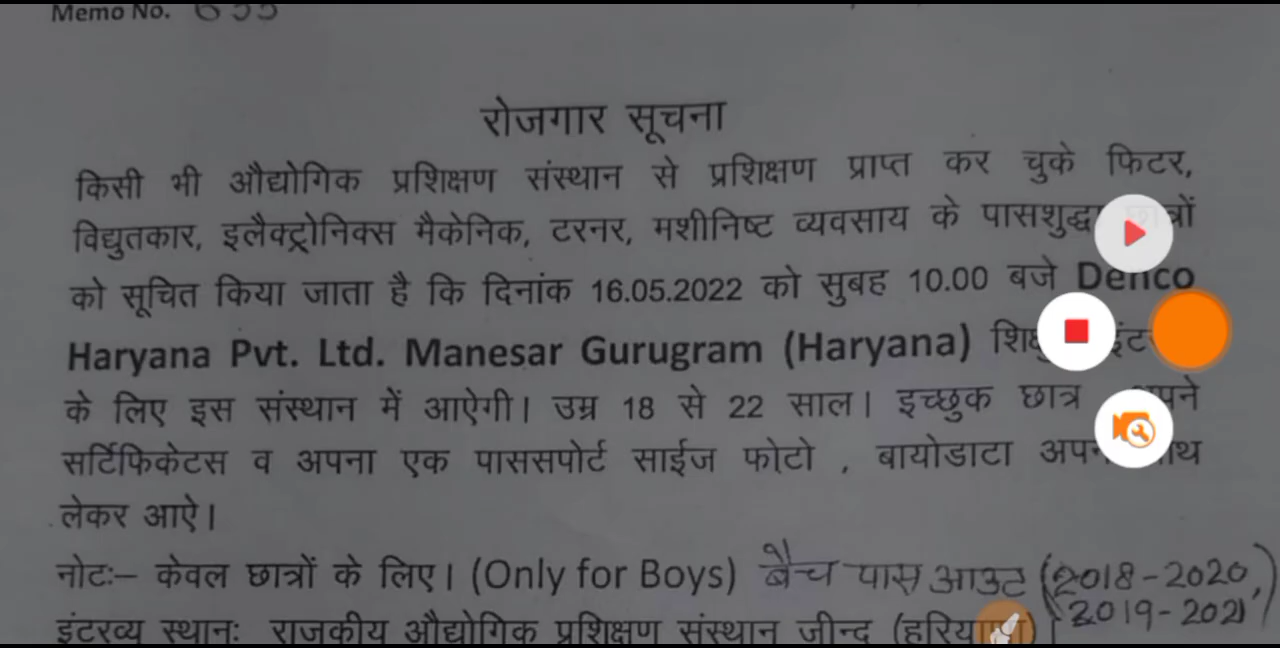 Memo No. 655
रोजगार सूचना
किसी भी औद्योगिक प्रशिक्षण संस्थान से प्रशिक्षण प्राप्त कर चुके फिटर,
विद्युतकार, इलैक्ट्रोनिक्स मैकेनिक, टरनर, मशीनिष्ट व्यवसाय के पासशुद्धा
को सूचित किया जाता है कि दिनांक 16.05.2022 को सुबह 10.00 बजे Denco
Haryana Pvt. Ltd. Manesar Gurugram (Haryana)
के लिए इस संस्थान में आऐगी। उम्र 18 से 22 साल। इच्छुक छात्र
सर्टिफिकेटस व अपना एक पाससपोर्ट साईज फोटो , बायोडाटा
लेकर आऐ।
नोटः– केवल छात्रों के लिए। (Only for Boys) बैच पास आउट (2018-2020,
2019-2021)
इंटरव्य स्थानः राजकीय औद्योगिक प्रशिक्षण संस्थान जीन्द